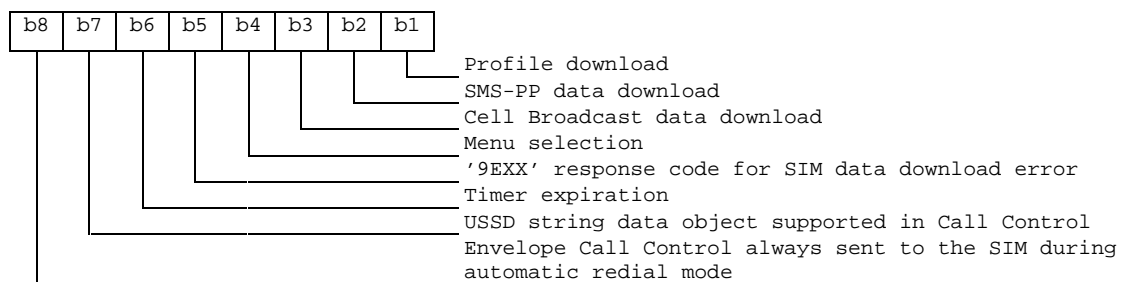 b8 b7 b6 b5 b4 b3 b2 b1
Profile download
SMS-PP data download
Cell Broadcast data download
Menu selection
'9EXX' response code for SIM data download error
Timer expiration
USSD string data object supported in Call Control
Envelope Call Control always sent to the SIM during
automatic redial mode